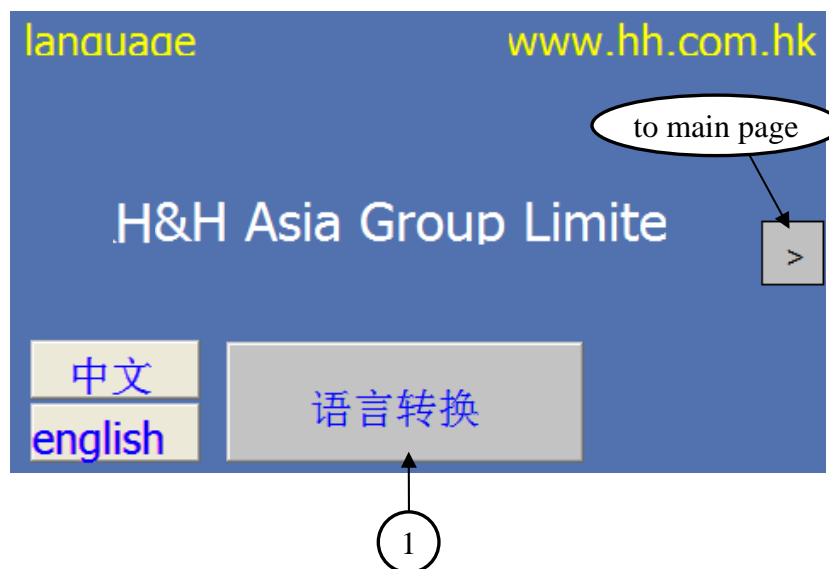 language www.hh.com.hk
to main page
H&H Asia Group Limite
>
中文
语言转换
english
1